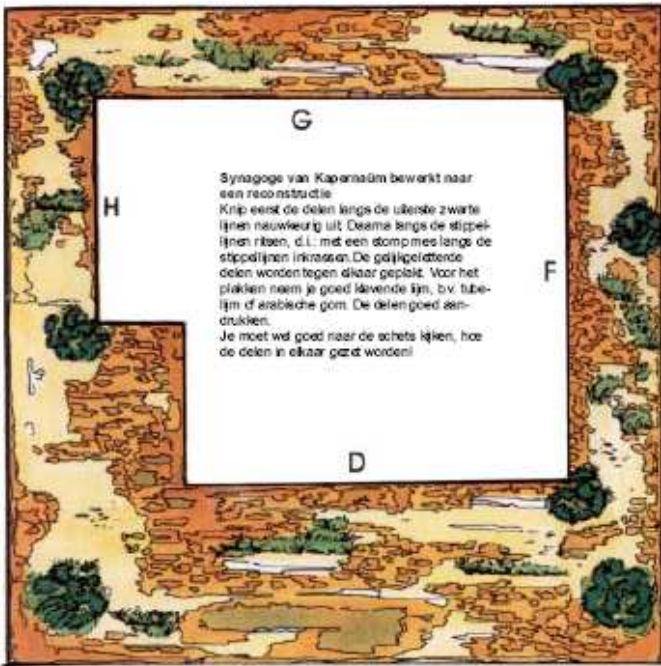 G
H
Synagoge van Kapernaüm bewerkt naar
een reconstructie
Knip eerst de delen langs de uiterste zwarte
lijnen nauwkeurig uit. Daarna langs de stippel-
lijnen ritsen, d.i.: met een stomp mes langs de
stippellijnen inkrassen. De gelijkgeletterde
delen worden tegen elkaar geplakt. Voor het
plakken neem je goed klevende lijm, b.v. tube-
lijm of arabische gom. De delen goed aan-
drukken.
Je moet wel goed naar de schets kijken, hoe
de delen in elkaar gezet worden!
F
D